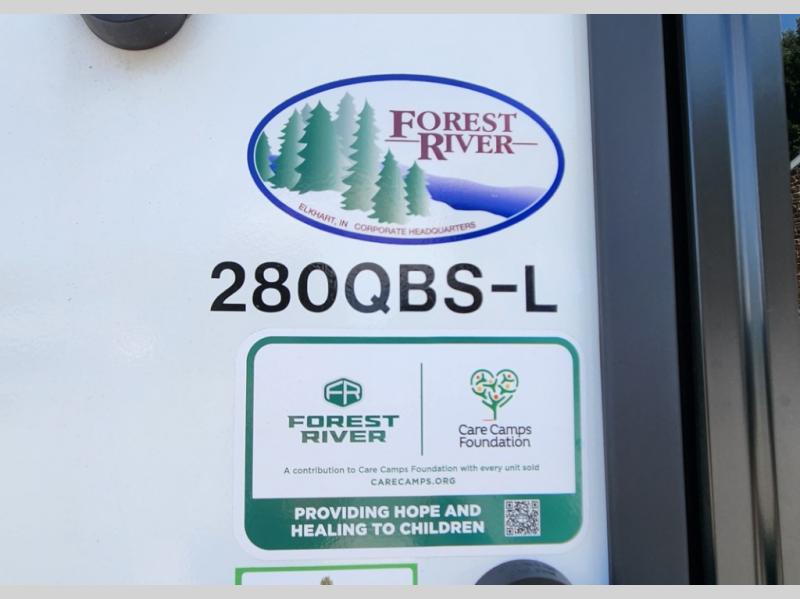 FOREST
RIVER
ELKHART, IN CORPORATE HEADQUARTERS
280QBS-L
FR
FOREST
RIVER
Care Camps
Foundation
A contribution to Care Camps Foundation with every unit sold
CARECAMPS.ORG
PROVIDING HOPE AND
HEALING TO CHILDREN